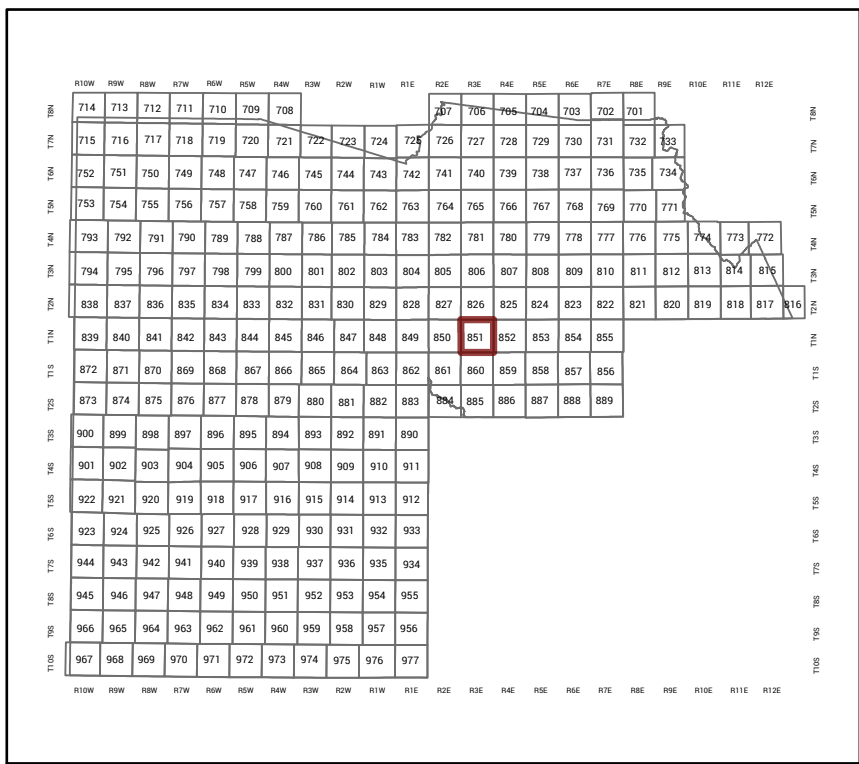 R10W R9W R8W R7W R6W R5W R4W R3W R2W R1W R1E R2E R3E R4E R5E R6E R7E R8E R9E R10E R11E R12E
T8N 714 713 712 711 710 709 708 707 706 705 704 703 702 701 T8N
T7N 715 716 717 718 719 720 721 722 723 724 725 726 727 728 729 730 731 732 733 T7N
T6N 752 751 750 749 748 747 746 745 744 743 742 741 740 739 738 737 736 735 734 T6N
T5N 753 754 755 756 757 758 759 760 761 762 763 764 765 766 767 768 769 770 771 T5N
T4N 793 792 791 790 789 788 787 786 785 784 783 782 781 780 779 778 777 776 775 774 773 772 T4N
T3N 794 795 796 797 798 799 800 801 802 803 804 805 806 807 808 809 810 811 812 813 814 815 T3N
T2N 838 837 836 835 834 833 832 831 830 829 828 827 826 825 824 823 822 821 820 819 818 817 816 T2N
T1N 839 840 841 842 843 844 845 846 847 848 849 850 851 852 853 854 855 T1N
T1S 872 871 870 869 868 867 866 865 864 863 862 861 860 859 858 857 856 T1S
T2S 873 874 875 876 877 878 879 880 881 882 883 884 885 886 887 888 889 T2S
T3S 900 899 898 897 896 895 894 893 892 891 890 T3S
T4S 901 902 903 904 905 906 907 908 909 910 911 T4S
T5S 922 921 920 919 918 917 916 915 914 913 912 T5S
T6S 923 924 925 926 927 928 929 930 931 932 933 T6S
T7S 944 943 942 941 940 939 938 937 936 935 934 T7S
T8S 945 946 947 948 949 950 951 952 953 954 955 T8S
T9S 966 965 964 963 962 961 960 959 958 957 956 T9S
T10S 967 968 969 970 971 972 973 974 975 976 977 T10S
R10W R9W R8W R7W R6W R5W R4W R3W R2W R1W R1E R2E R3E R4E R5E R6E R7E R8E R9E R10E R11E R12E